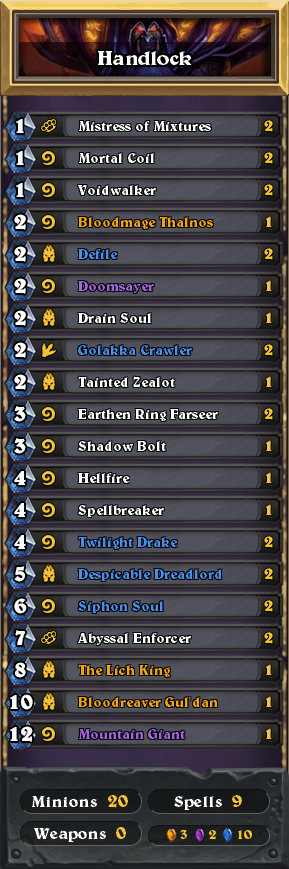 Handlock
1 Mistress of Mixtures 2
1 Mortal Coil 2
1 Voidwalker 2
2 Bloodmage Thalnos 1
2 Defile 2
2 Doomsayer 1
2 Drain Soul 1
2 Golakka Crawler 2
2 Tainted Zealot 1
3 Earthen Ring Farseer 2
3 Shadow Bolt 1
4 Hellfire 1
4 Spellbreaker 1
4 Twilight Drake 2
5 Despicable Dreadlord 2
6 Siphon Soul 2
7 Abyssal Enforcer 2
8 The Lich King 1
10 Bloodreaver Gul'dan 1
12 Mountain Giant 1
Minions 20 Spells 9
Weapons 0 3 2 10